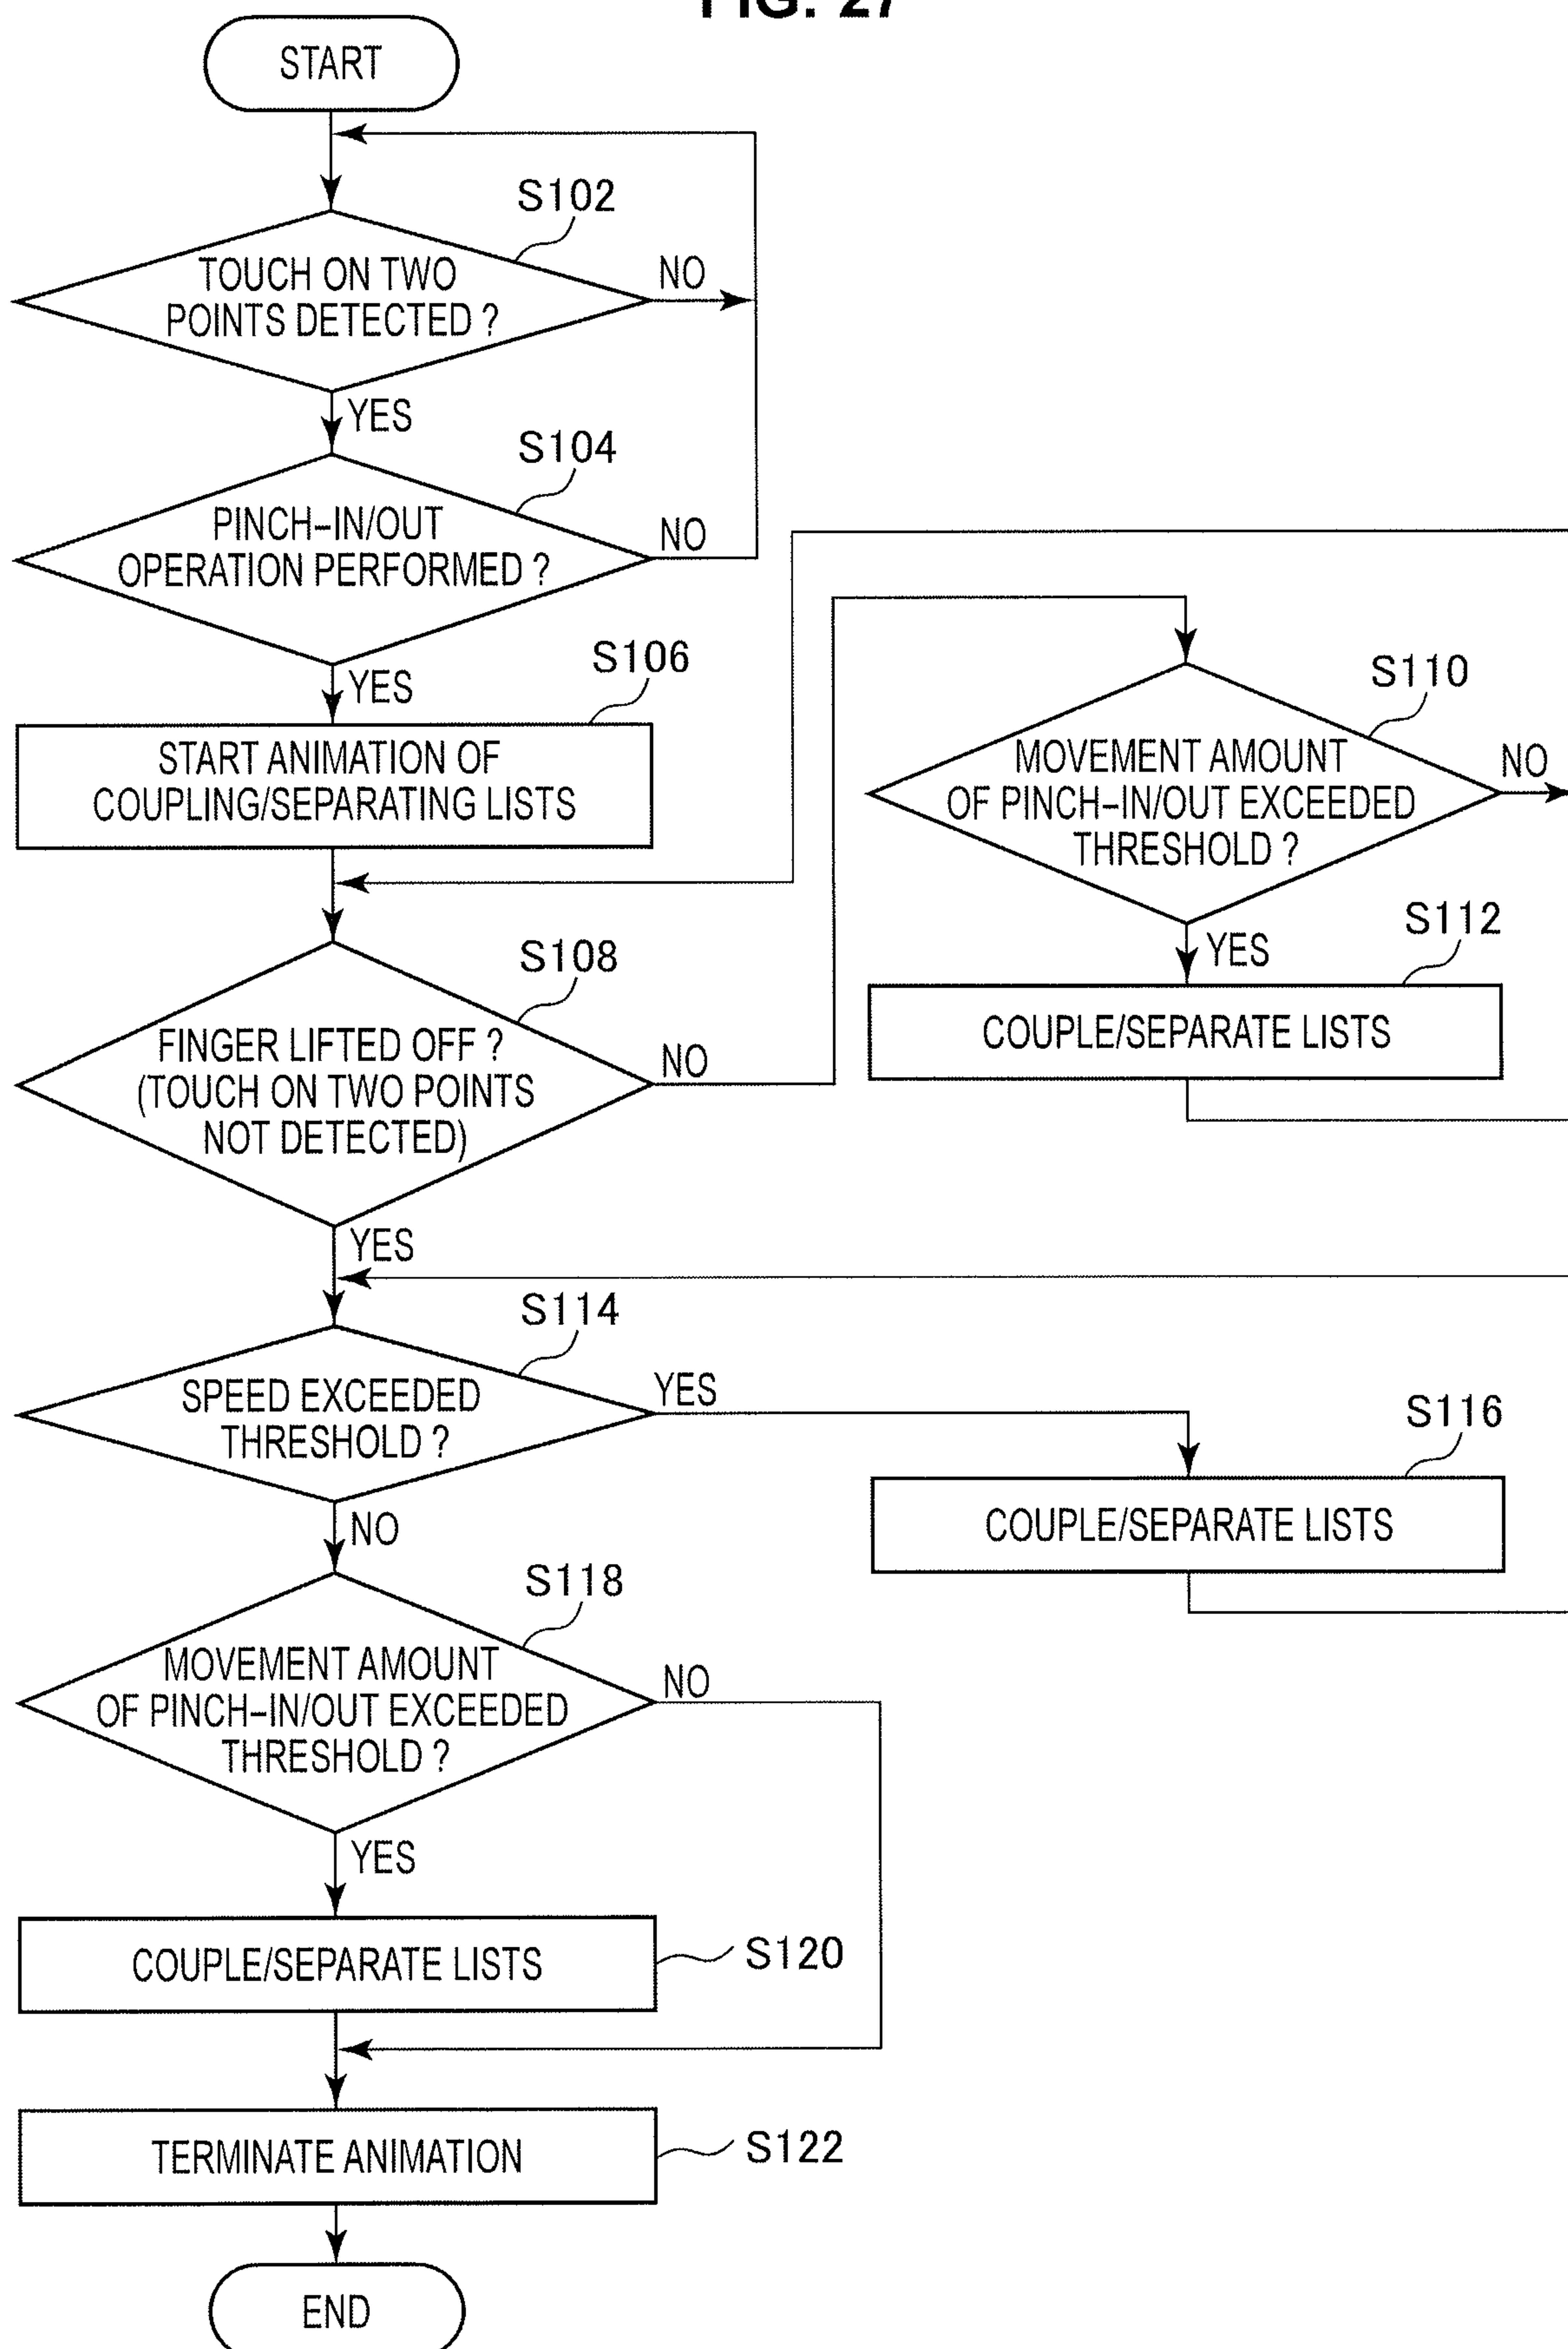 FIG. 27
START
S102
TOUCH ON TWO
POINTS DETECTED ?
NO
YES
S104
PINCH-IN/OUT
OPERATION PERFORMED ?
NO
YES
S106
START ANIMATION OF
COUPLING/SEPARATING LISTS
S110
MOVEMENT AMOUNT
OF PINCH-IN/OUT EXCEEDED
THRESHOLD ?
NO
YES
S112
COUPLE/SEPARATE LISTS
S108
FINGER LIFTED OFF ?
(TOUCH ON TWO POINTS
NOT DETECTED)
NO
YES
S114
SPEED EXCEEDED
THRESHOLD ?
YES
NO
S116
COUPLE/SEPARATE LISTS
S118
MOVEMENT AMOUNT
OF PINCH-IN/OUT EXCEEDED
THRESHOLD ?
NO
YES
COUPLE/SEPARATE LISTS
S120
TERMINATE ANIMATION
S122
END